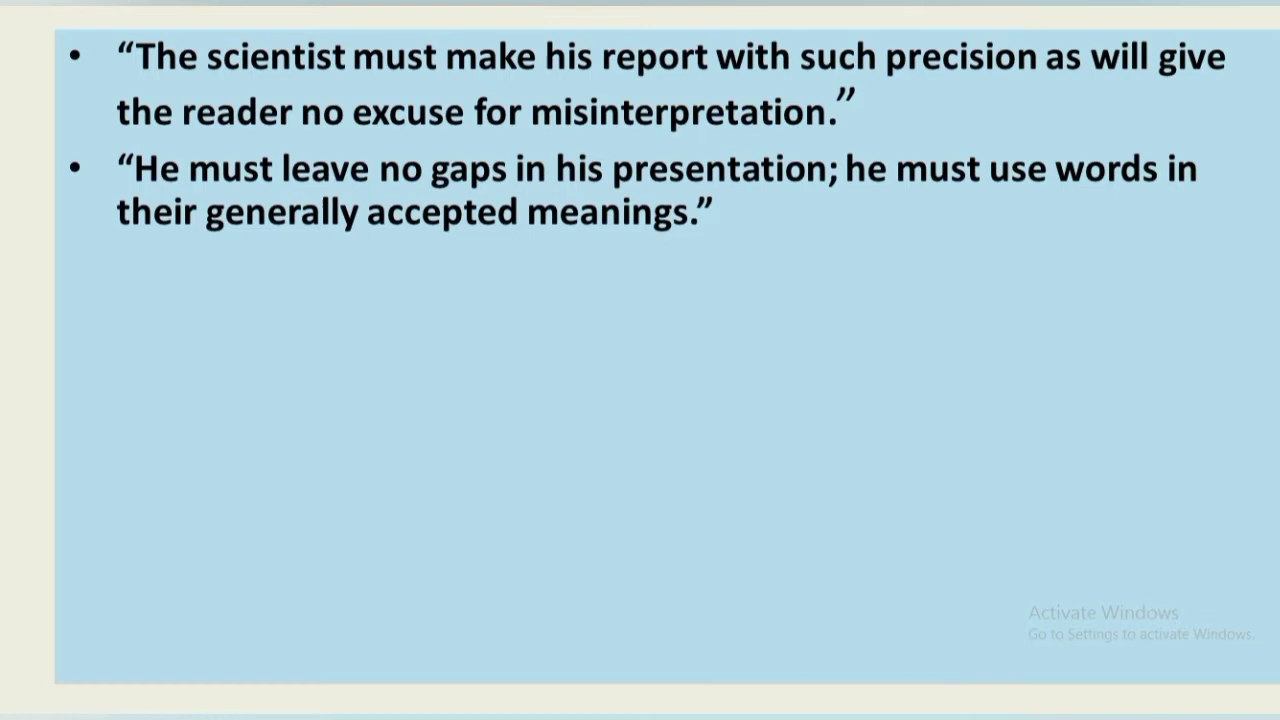 • “The scientist must make his report with such precision as will give
the reader no excuse for misinterpretation.”
• “He must leave no gaps in his presentation; he must use words in
their generally accepted meanings.”
Activate Windows
Go to Settings to activate Windows.